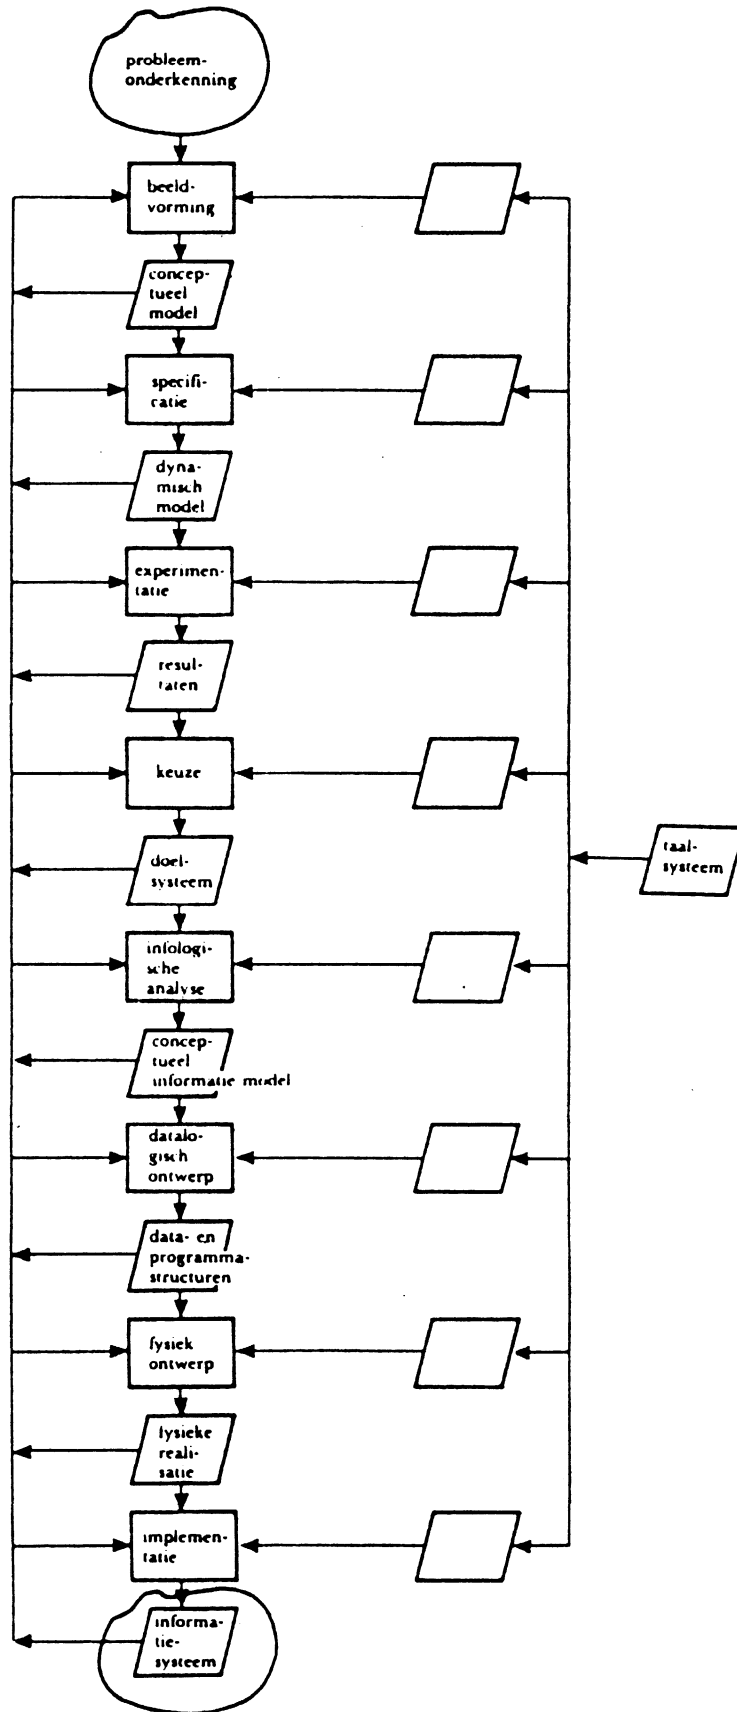 probleem-
onderkenning
beeld-
vorming
concep-
tueel
model
specifi-
catie
dyna-
misch
model
experimen-
tatie
resul-
taten
keuze
doel-
systeem
taal-
systeem
infologi-
sche
analyse
concep-
tueel
informatie model
datalo-
gisch
ontwerp
data- en
programma-
structuren
fysiek
ontwerp
fysieke
reali-
satie
implemen-
tatie
informa-
tie-
systeem